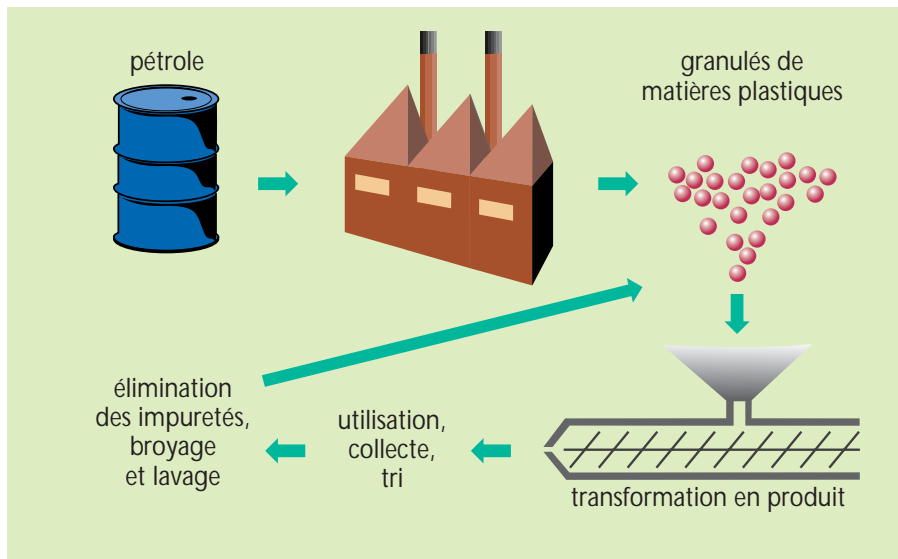 pétrole
granulés de
matières plastiques
élimination
des impuretés,
broyage
et lavage
utilisation,
collecte,
tri
transformation en produit